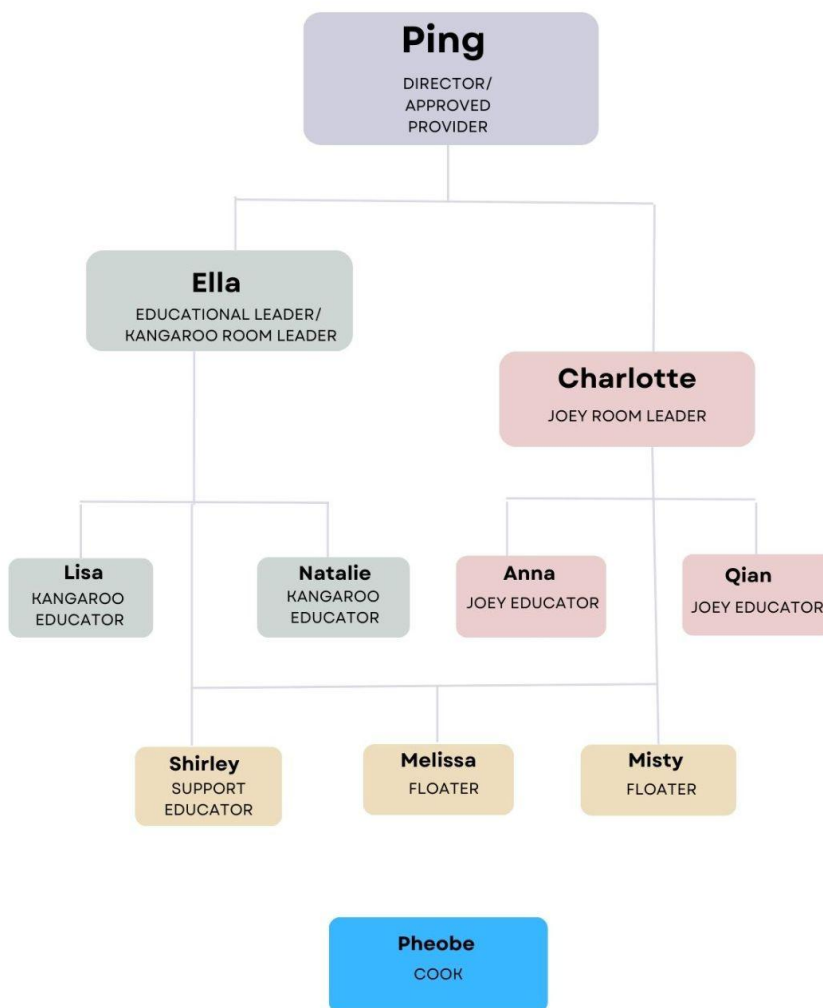 Ping
DIRECTOR/
APPROVED
PROVIDER
Ella
EDUCATIONAL LEADER/
KANGAROO ROOM LEADER
Charlotte
JOEY ROOM LEADER
Lisa
KANGAROO
EDUCATOR
Natalie
KANGAROO
EDUCATOR
Anna
JOEY EDUCATOR
Qian
JOEY EDUCATOR
Shirley
SUPPORT
EDUCATOR
Melissa
FLOATER
Misty
FLOATER
Pheobe
COOK